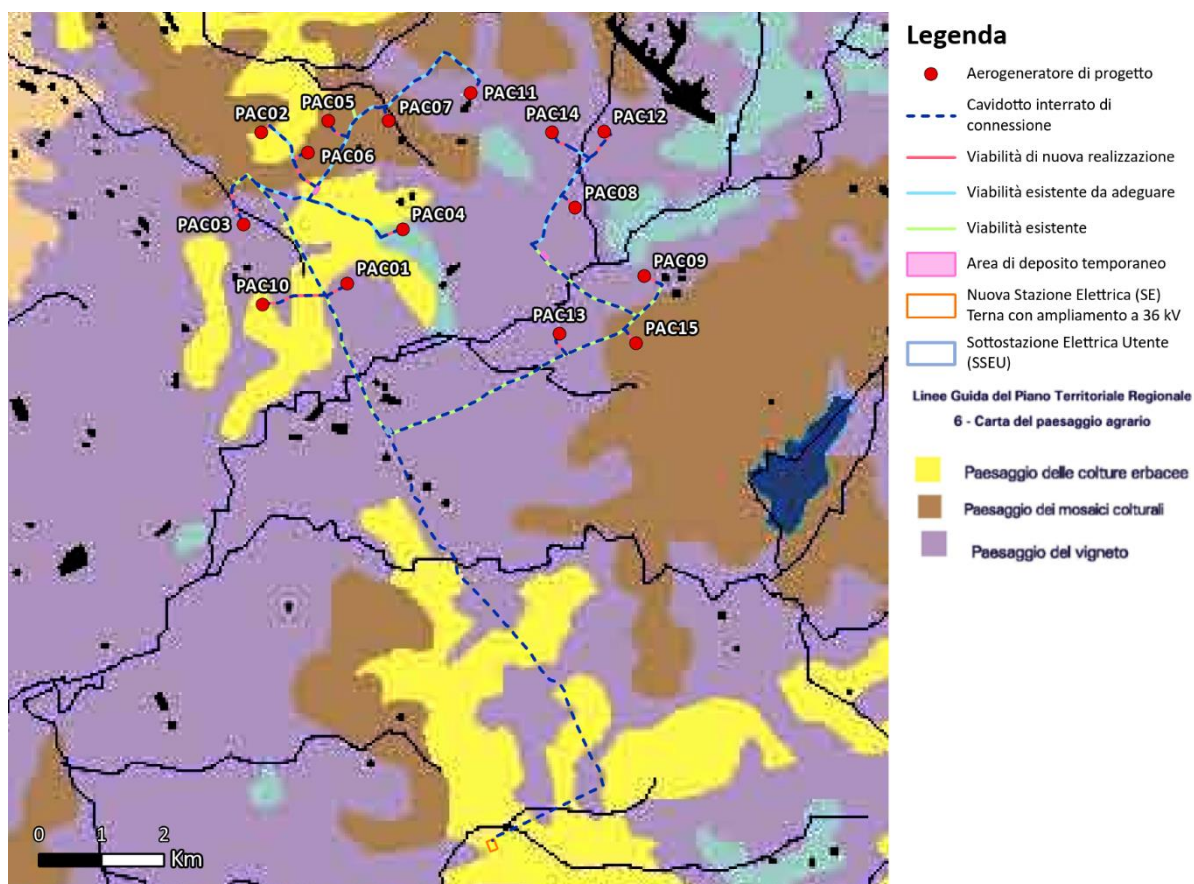 PAC02
PAC05
PAC07
PAC11
PAC14
PAC12
PAC06
PAC08
PAC03
PAC04
PAC09
PAC01
PAC10
PAC13
PAC15
0 1 2
Km
Legenda
Aerogeneratore di progetto
Cavidotto interrato di
connessione
Viabilità di nuova realizzazione
Viabilità esistente da adeguare
Viabilità esistente
Area di deposito temporaneo
Nuova Stazione Elettrica (SE)
Terna con ampliamento a 36 kV
Sottostazione Elettrica Utente
(SSEU)
Linee Guida del Piano Territoriale Regionale
6 - Carta del paesaggio agrario
Paesaggio delle colture erbacee
Paesaggio dei mosaici colturali
Paesaggio del vigneto